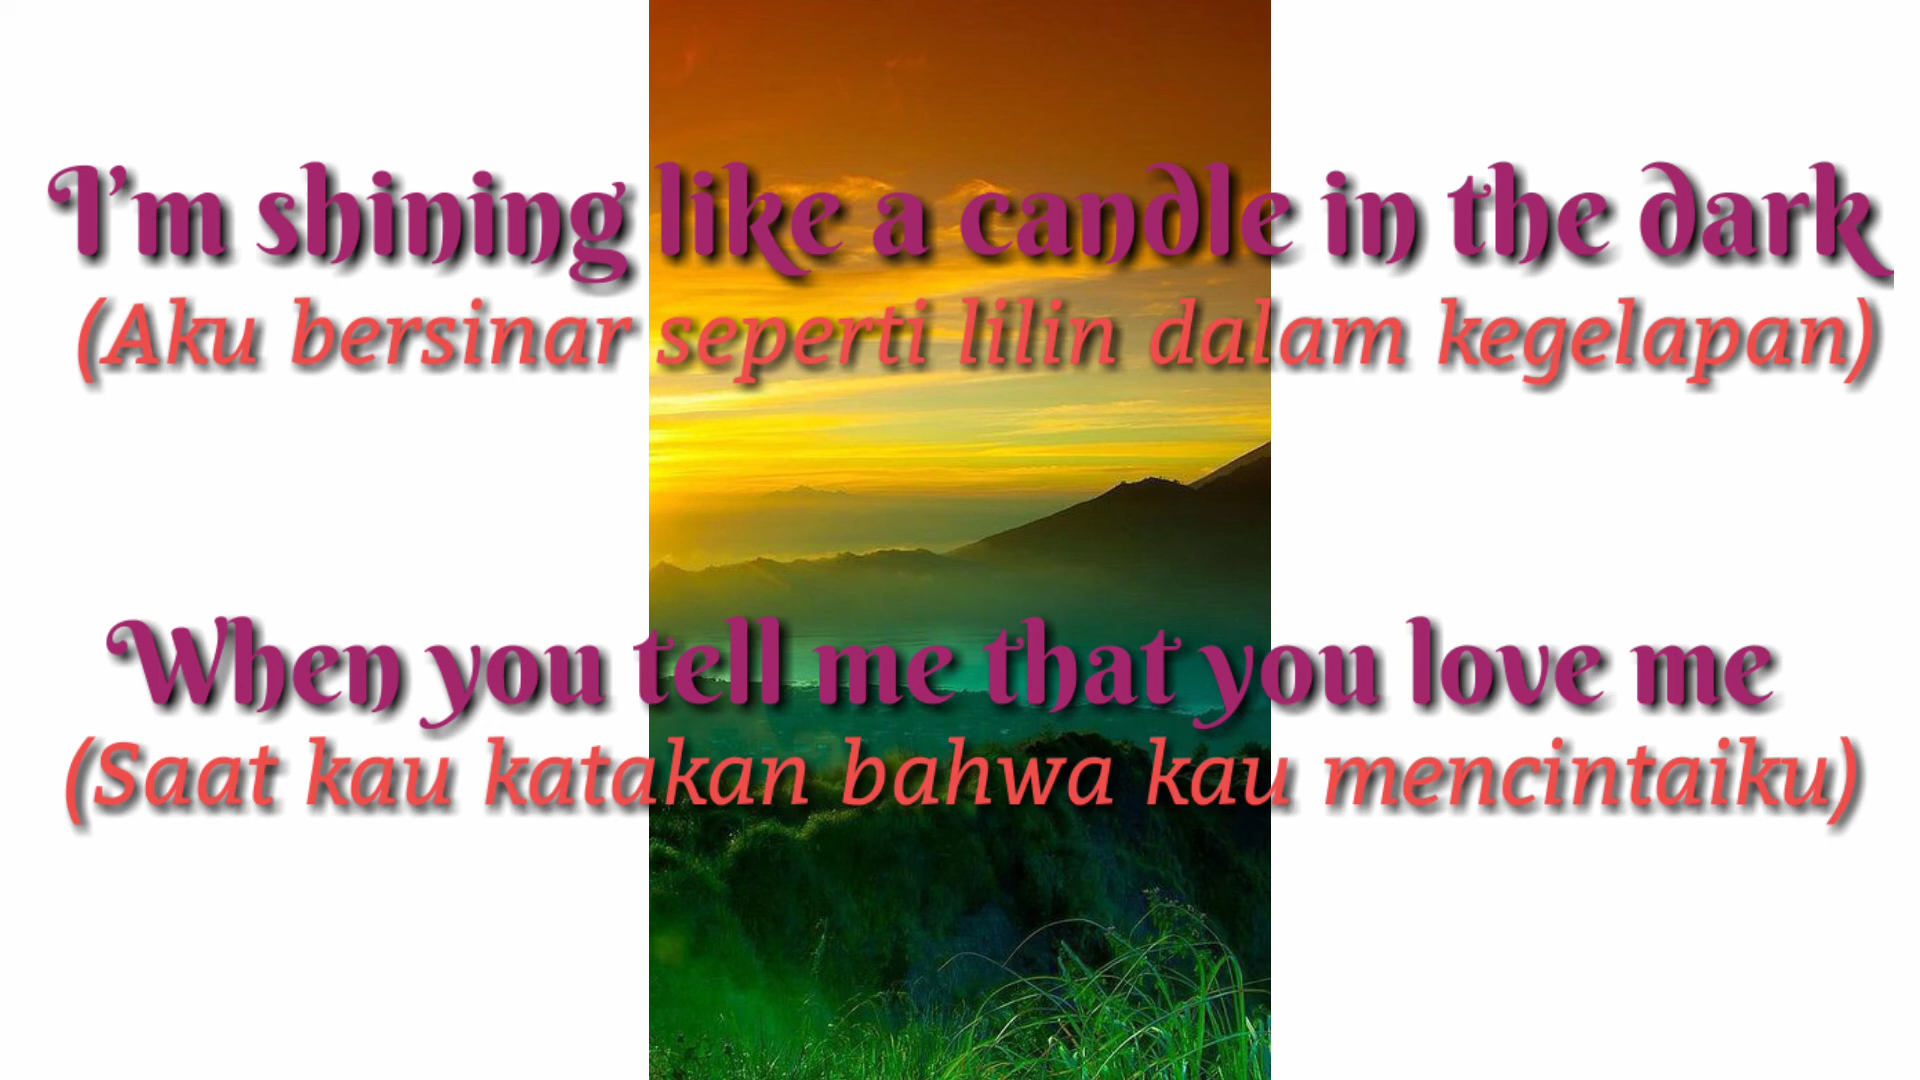 I'm shining like a candle in the dark
(Aku bersinar seperti lilin dalam kegelapan)
When you tell me that you love me
(Saat kau katakan bahwa kau mencintaiku)